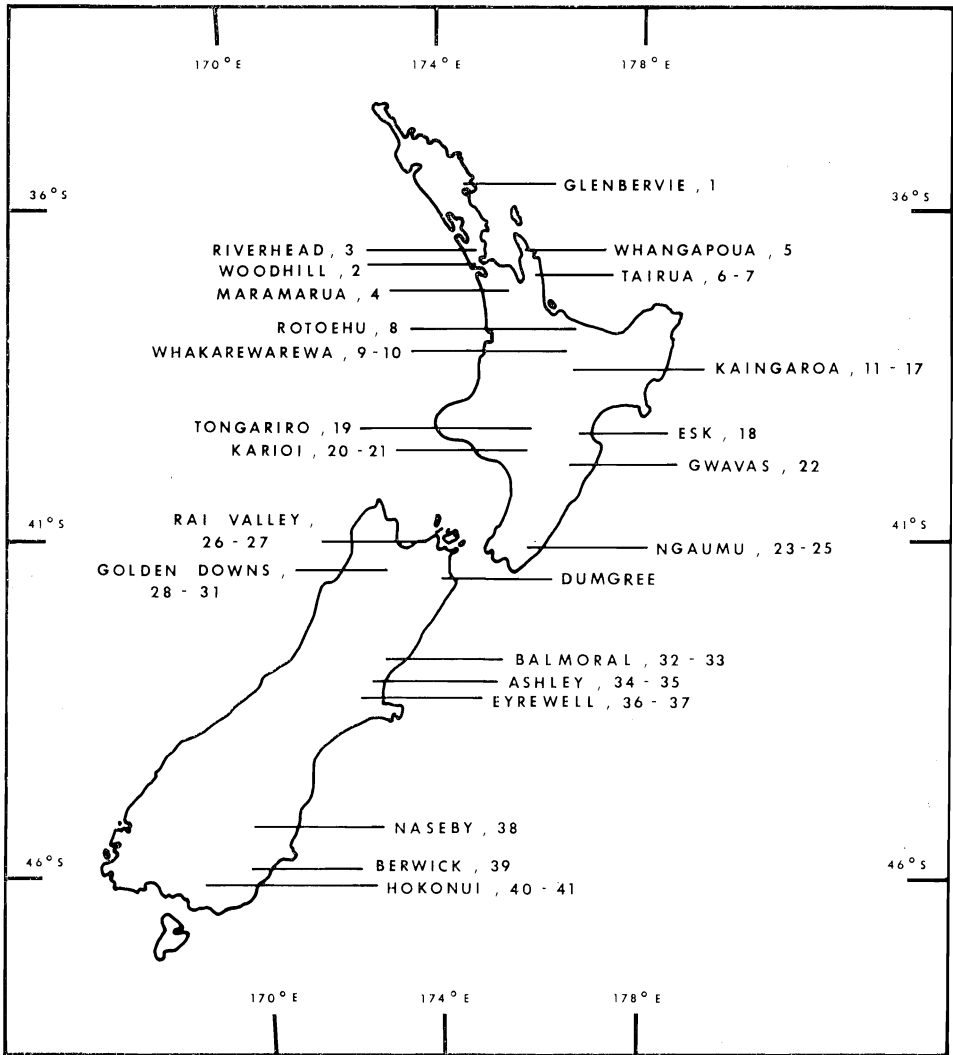 170°E 174°E 178°E
36°S 36°S
GLENBERVIE , 1
RIVERHEAD, 3
WHANGAPOUA , 5
WOODHILL , 2
TAIRUA , 6 - 7
MARAMARUA , 4
ROTOEHU , 8
WHAKAREWAREWA , 9 - 10
KAINGAROA , 11 - 17
TONGARIRO , 19
ESK , 18
KARIOI , 20 - 21
GWAVAS , 22
41°S 41°S
RAI VALLEY ,
26 - 27
NGAUMU , 23 - 25
GOLDEN DOWNS ,
28 - 31
DUMGREE
BALMORAL , 32 - 33
ASHLEY , 34 - 35
EYREWELL , 36 - 37
NASEBY , 38
46°S 46°S
BERWICK , 39
HOKONUI , 40 - 41
170°E 174°E 178°E